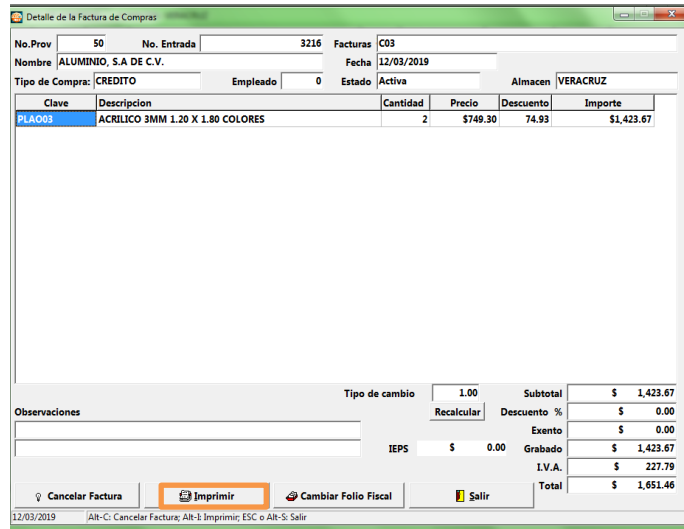 Detalle de la Factura de Compras
No.Prov 50 No. Entrada 3216 Facturas C03
Nombre ALUMINIO, S.A DE C.V. Fecha 12/03/2019
Tipo de Compra: CREDITO Empleado 0 Estado Activa Almacen VERACRUZ
Clave Descripcion Cantidad Precio Descuento Importe
PLAO03 ACRILICO 3MM 1.20 X 1.80 COLORES 2 $749.30 74.93 $1,423.67
Tipo de cambio 1.00 Subtotal $ 1,423.67
Observaciones Recalcular Descuento % $ 0.00
Exento $ 0.00
IEPS $ 0.00 Grabado $ 1,423.67
I.V.A. $ 227.79
Total $ 1,651.46
Cancelar Factura Imprimir Cambiar Folio Fiscal Salir
12/03/2019 Alt-C: Cancelar Factura; Alt-I: Imprimir; ESC o Alt-S: Salir